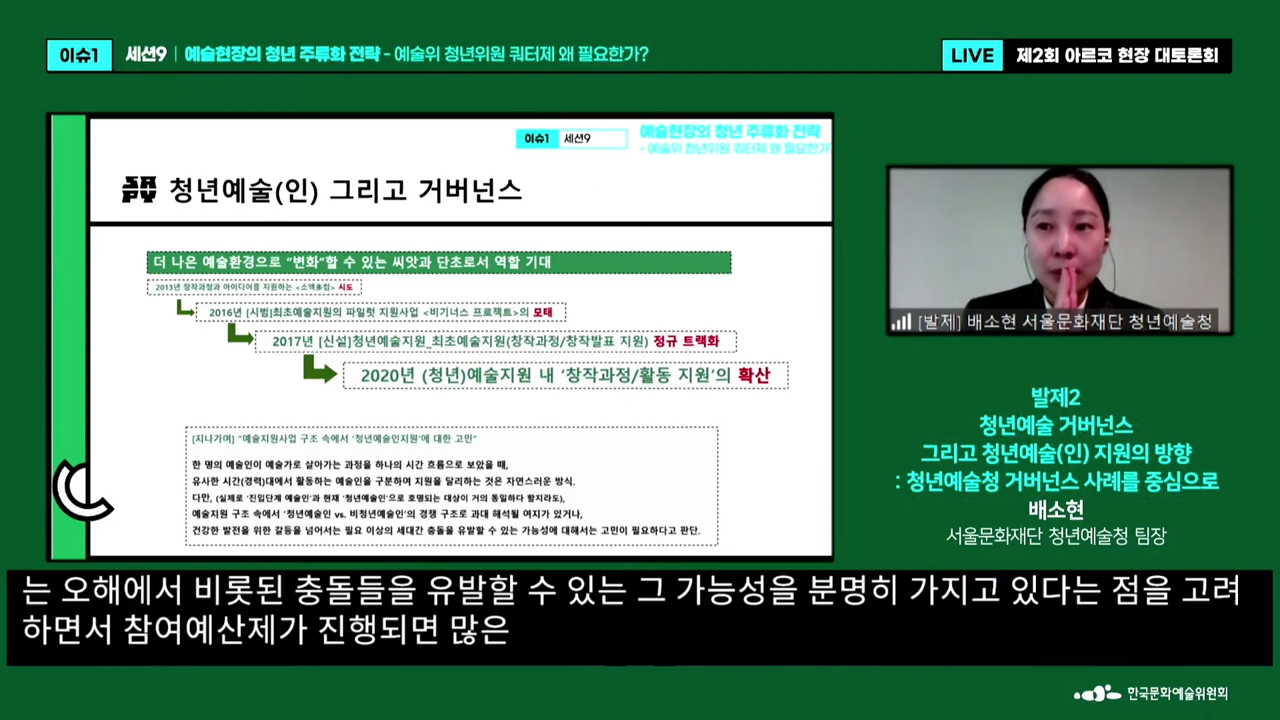 이슈1 세션9 | 예술현장의 청년 주류화 전략 - 예술위 청년위원 쿼터제 왜 필요한가?
LIVE 제2회 아르코 현장 대토론회
이슈1 세션9
예술현장의 청년 주류화 전략
- 예술위 청년위원 쿼터제 왜 필요한가
SAPY 청년예술(인) 그리고 거버넌스
더 나은 예술환경으로 “변화”할 수 있는 씨앗과 단초로서 역할 기대
2013년 창작과정과 아이디어를 지원하는 <소액多컴> 시도
2016년 [시범]최초예술지원의 파일럿 지원사업 <비기너스 프로젝트>의 모태
2017년 [신설]청년예술지원_최초예술지원(창작과정/창작발표 지원) 정규 트랙화
2020년 (청년)예술지원 내 ‘창작과정/활동 지원’의 확산
[지나가며] “예술지원사업 구조 속에서 ‘청년예술인지원’에 대한 고민”
한 명의 예술인이 예술가로 살아가는 과정을 하나의 시간 흐름으로 보았을 때,
유사한 시간(경력)대에서 활동하는 예술인을 구분하여 지원을 달리하는 것은 자연스러운 방식.
다만, (실제로 ‘진입단계 예술인’과 현재 ‘청년예술인’으로 호명되는 대상이 거의 동일하다 할지라도),
예술지원 구조 속에서 ‘청년예술인 vs. 비청년예술인’의 경쟁 구조로 과대 해석될 여지가 있거나,
건강한 발전을 위한 갈등을 넘어서는 필요 이상의 세대간 충돌을 유발할 수 있는 가능성에 대해서는 고민이 필요하다고 판단.
[발제] 배소현 서울문화재단 청년예술청
발제2
청년예술 거버넌스
그리고 청년예술(인) 지원의 방향
: 청년예술청 거버넌스 사례를 중심으로
배소현
서울문화재단 청년예술청 팀장
는 오해에서 비롯된 충돌들을 유발할 수 있는 그 가능성을 분명히 가지고 있다는 점을 고려
하면서 참여예산제가 진행되면 많은
한국문화예술위원회